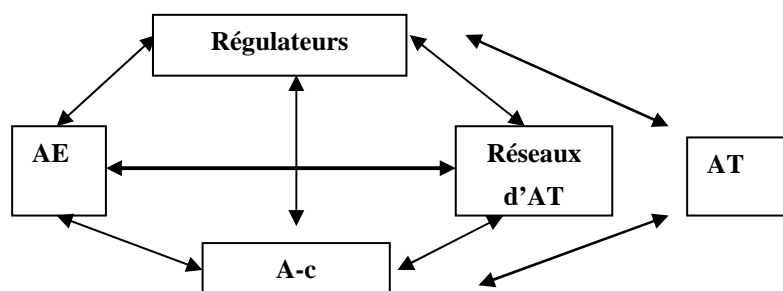 Régulateurs
AE
Réseaux
d’AT
AT
A-c